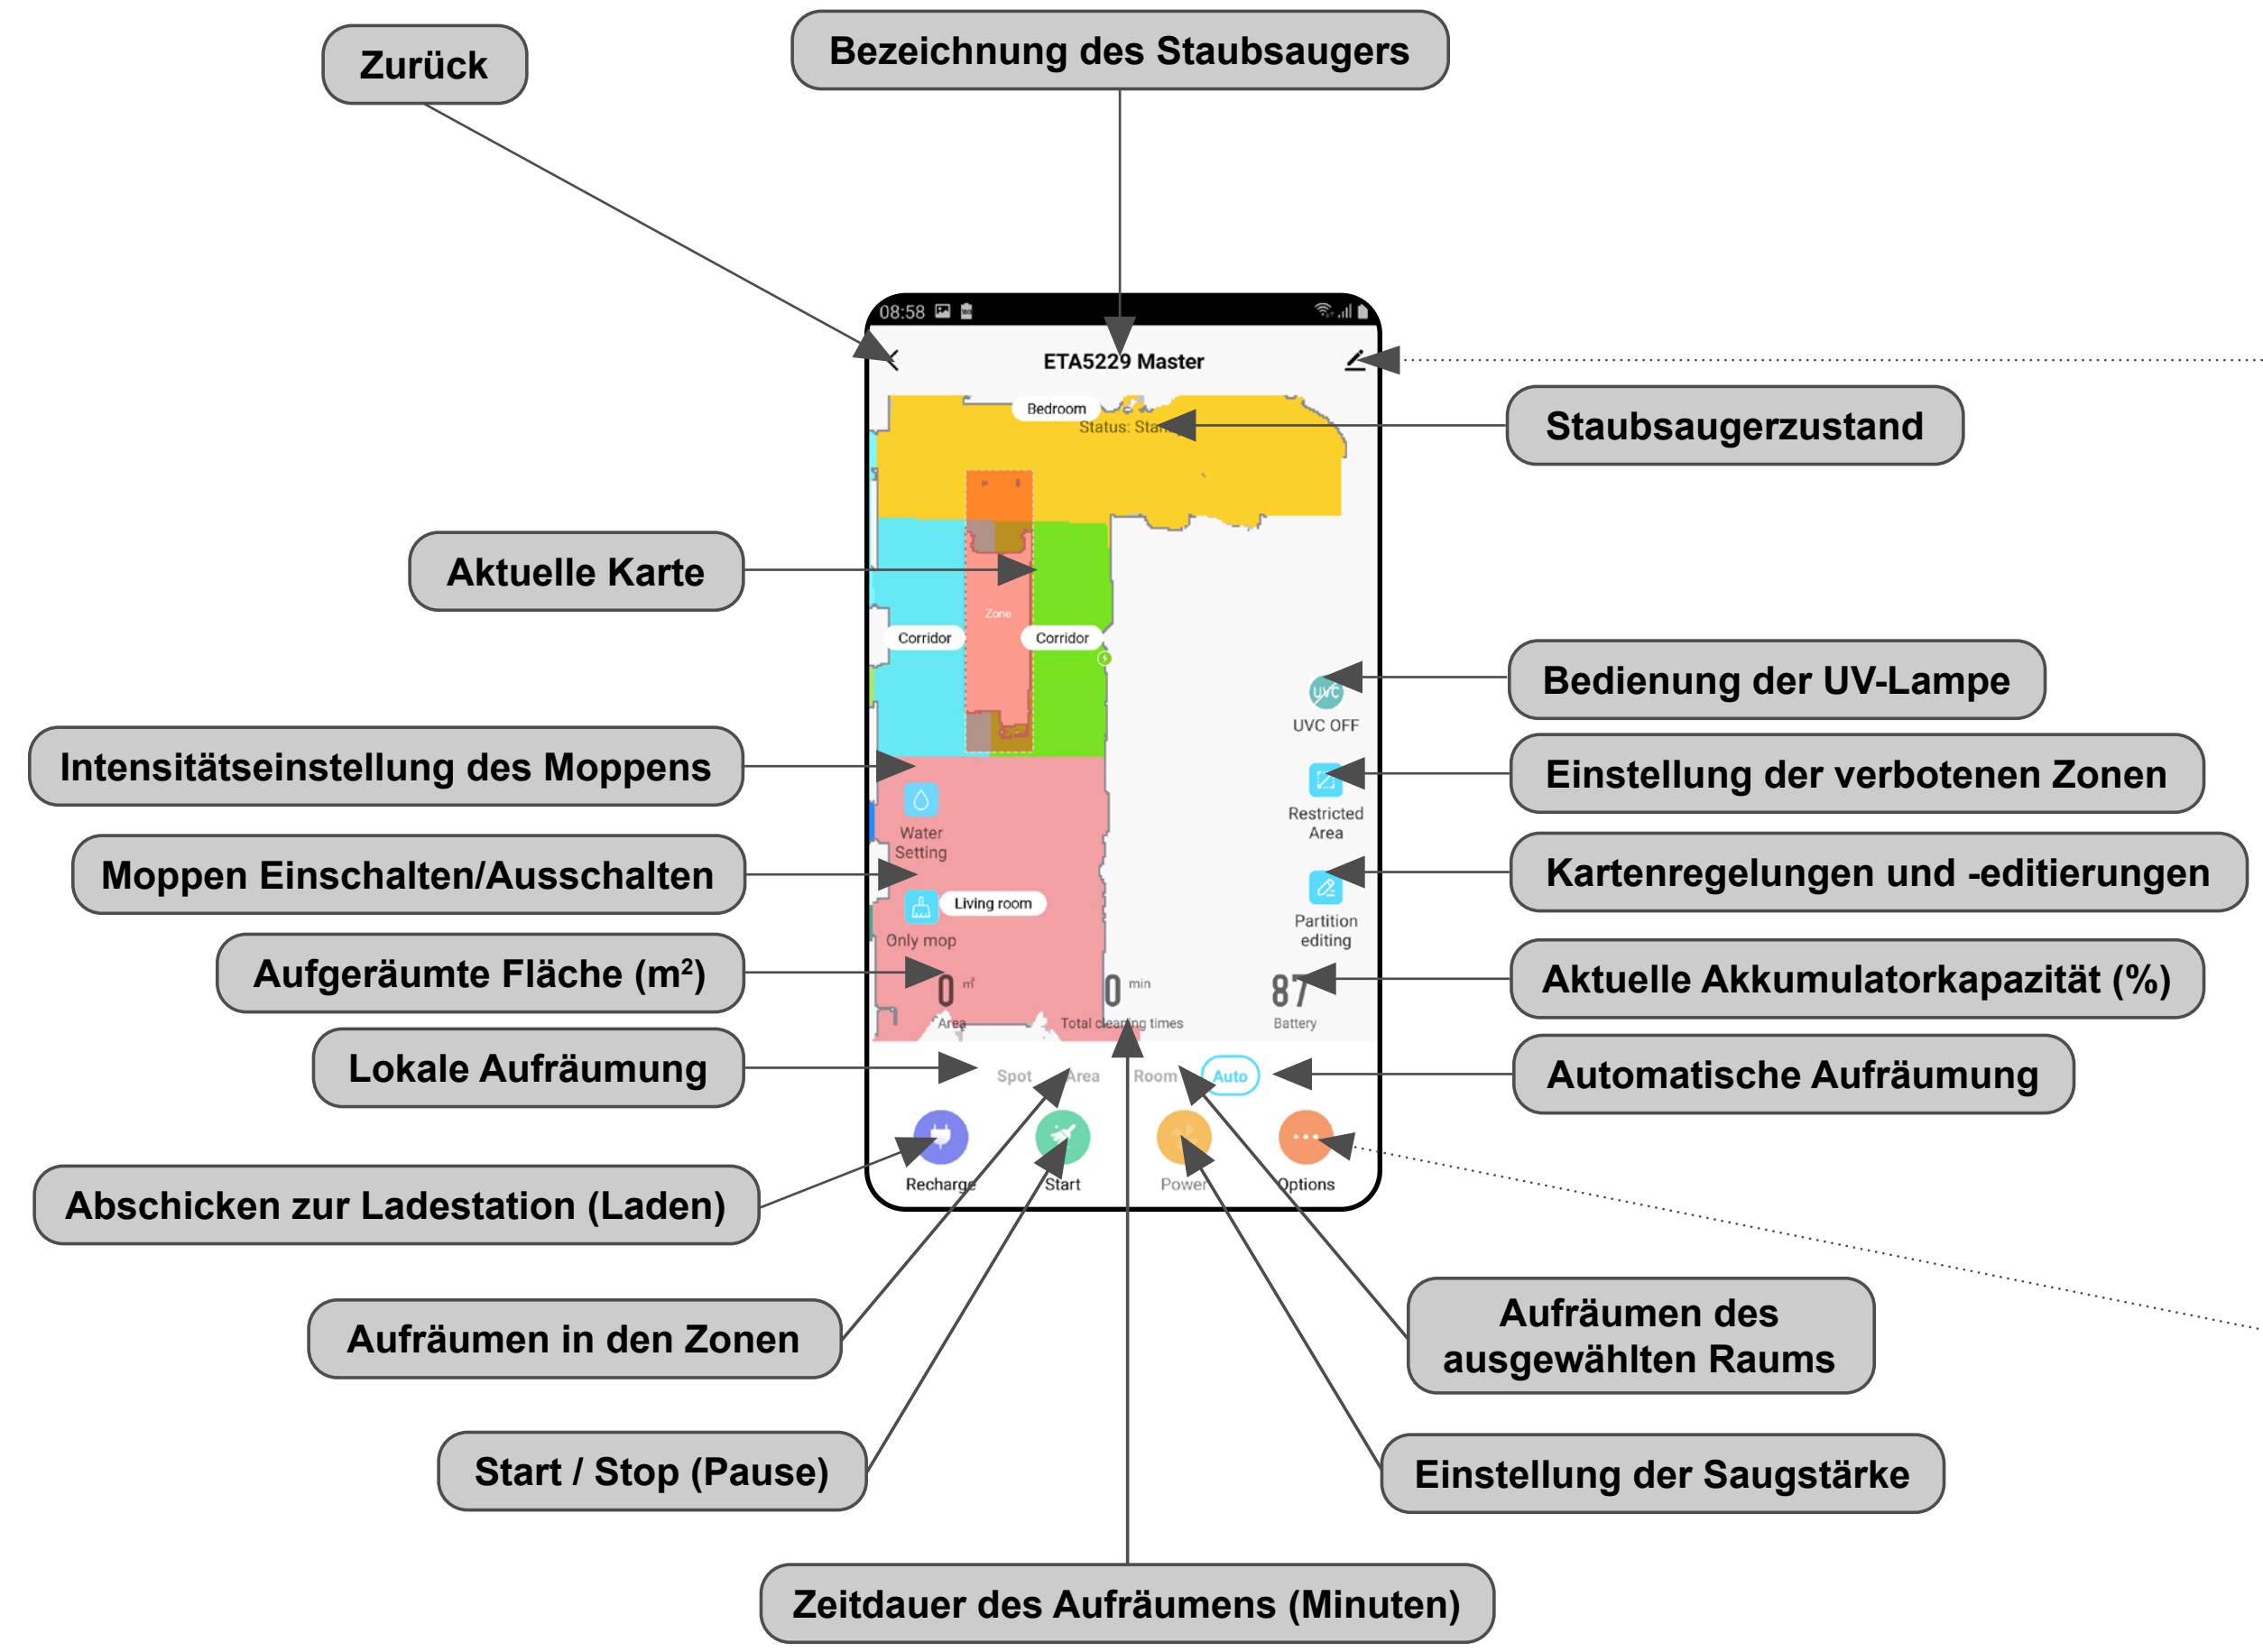 Zurück
Bezeichnung des Staubsaugers
08:58
ETA5229 Master
Bedroom
Status:
Staubsaugerzustand
Aktuelle Karte
Zone
Corridor
Corridor
Bedienung der UV-Lampe
UVC
UVC OFF
Intensitätseinstellung des Moppens
Einstellung der verbotenen Zonen
Water
Setting
Restricted
Area
Moppen Einschalten/Ausschalten
Kartenregelungen und -editierungen
Living room
Only mop
Partition
editing
Aufgeräumte Fläche (m²)
Aktuelle Akkumulatorkapazität (%)
0 m²
0 min
87
Area
Total cleaning times
Battery
Lokale Aufräumung
Automatische Aufräumung
Spot Area Room Auto
Recharge Start Power Options
Abschicken zur Ladestation (Laden)
Aufräumen in den Zonen
Aufräumen des
ausgewählten Raums
Start / Stop (Pause)
Einstellung der Saugstärke
Zeitdauer des Aufräumens (Minuten)